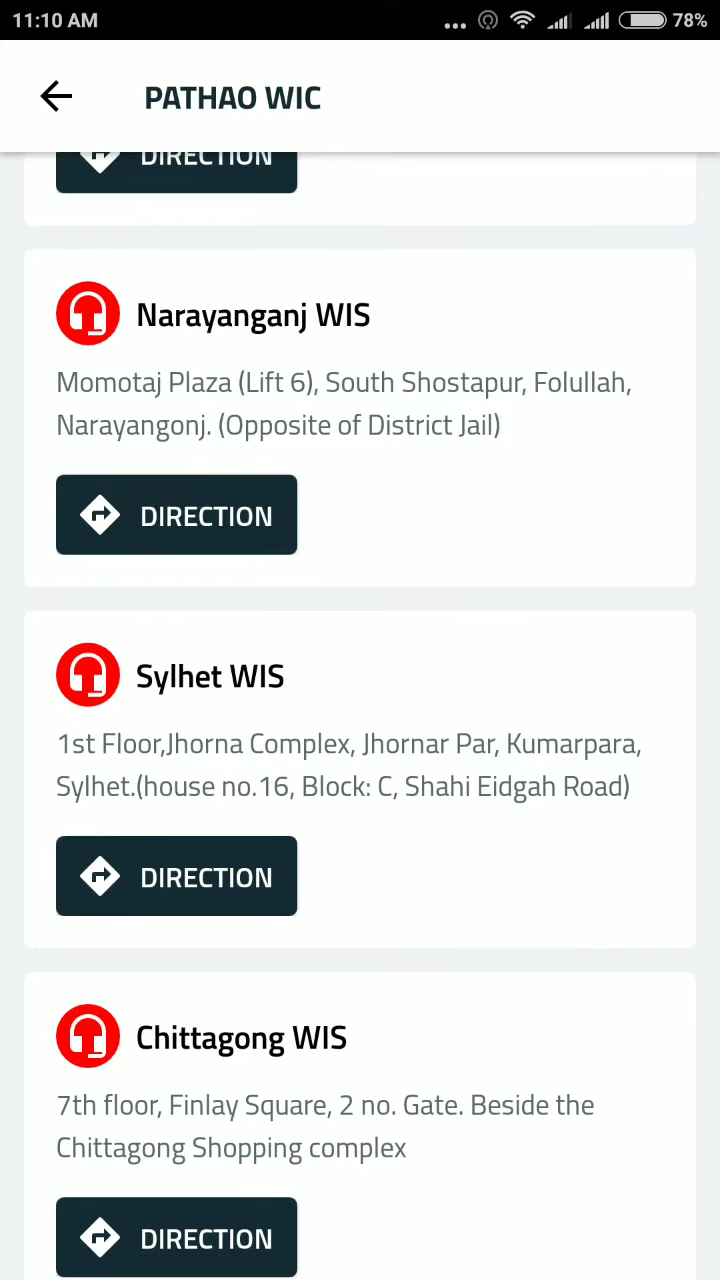 11:10 AM
78%
PATHAO WIC
DIRECTION
Narayanganj WIS
Momotaj Plaza (Lift 6), South Shostapur, Folullah,
Narayangonj. (Opposite of District Jail)
DIRECTION
Sylhet WIS
1st Floor,Jhorna Complex, Jhornar Par, Kumarpara,
Sylhet.(house no.16, Block: C, Shahi Eidgah Road)
DIRECTION
Chittagong WIS
7th floor, Finlay Square, 2 no. Gate. Beside the
Chittagong Shopping complex
DIRECTION